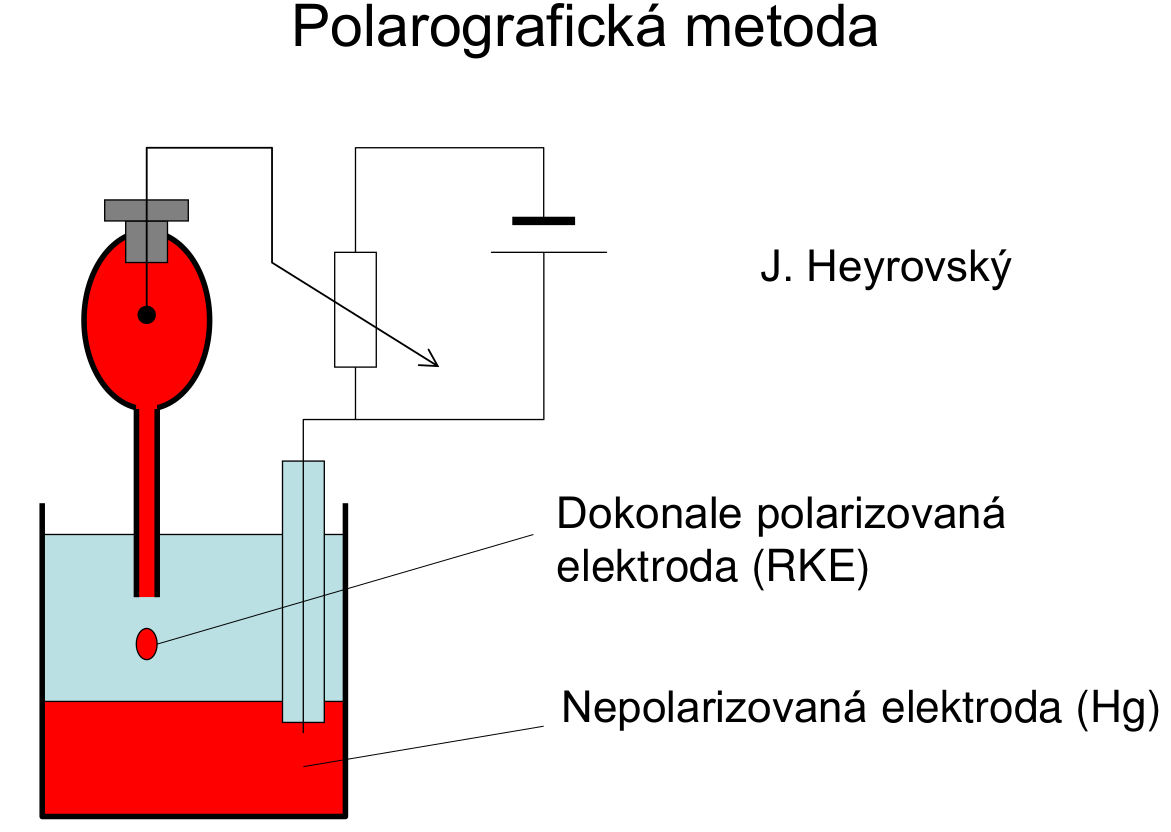 Polarografická metoda
J. Heyrovský
Dokonale polarizovaná
elektroda (RKE)
Nepolarizovaná elektroda (Hg)